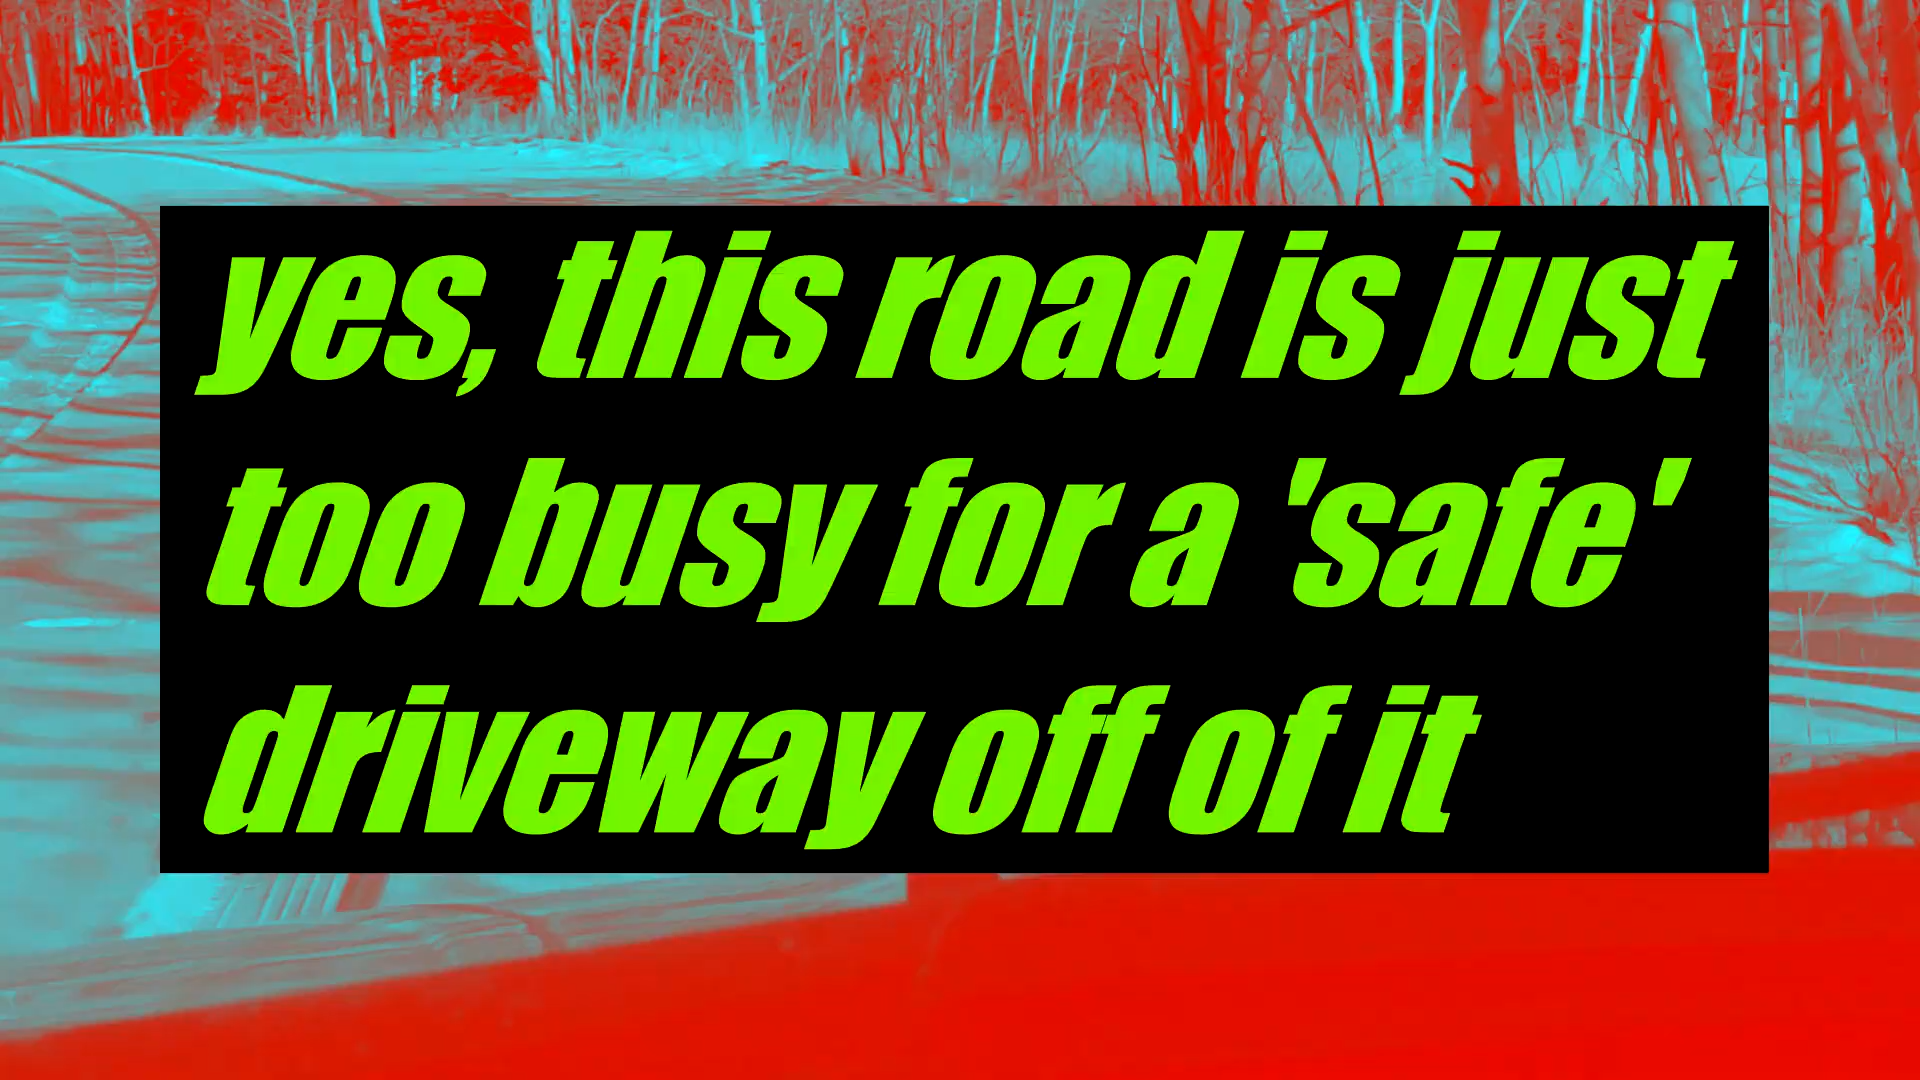 yes, this road is just
too busy for a 'safe'
driveway off of it